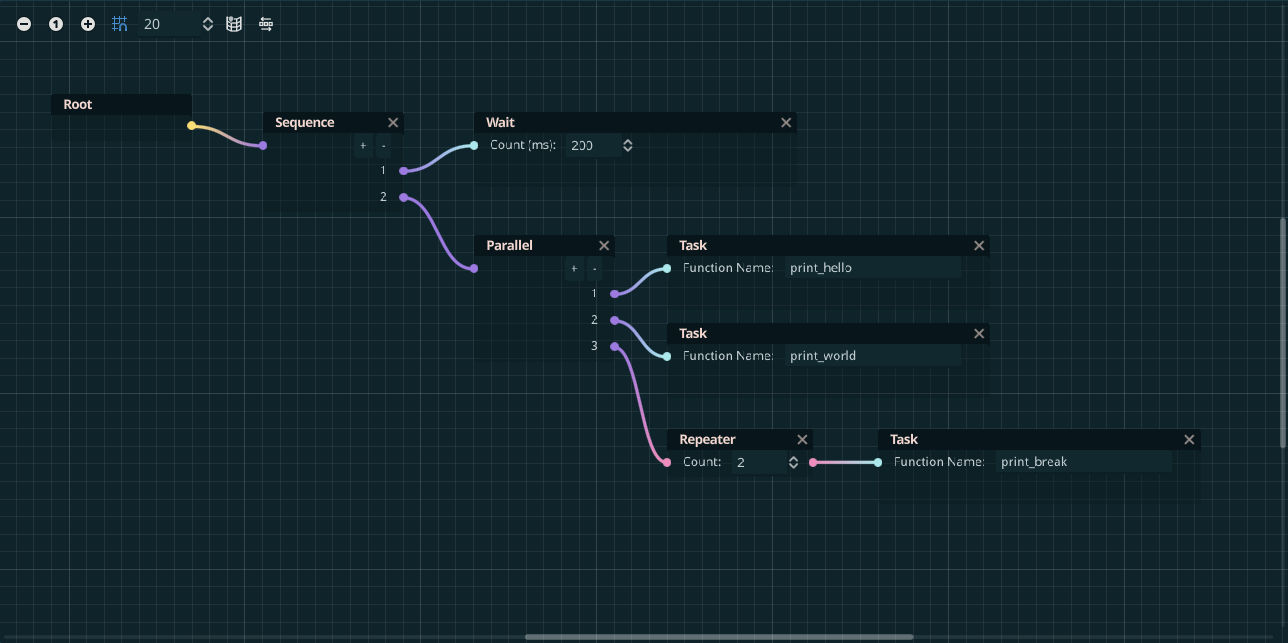 1 20
Root
Sequence
+ -
1
2
Wait
Count (ms): 200
Parallel
+ -
1
2
3
Task
Function Name: print_hello
Task
Function Name: print_world
Repeater
Count: 2
Task
Function Name: print_break